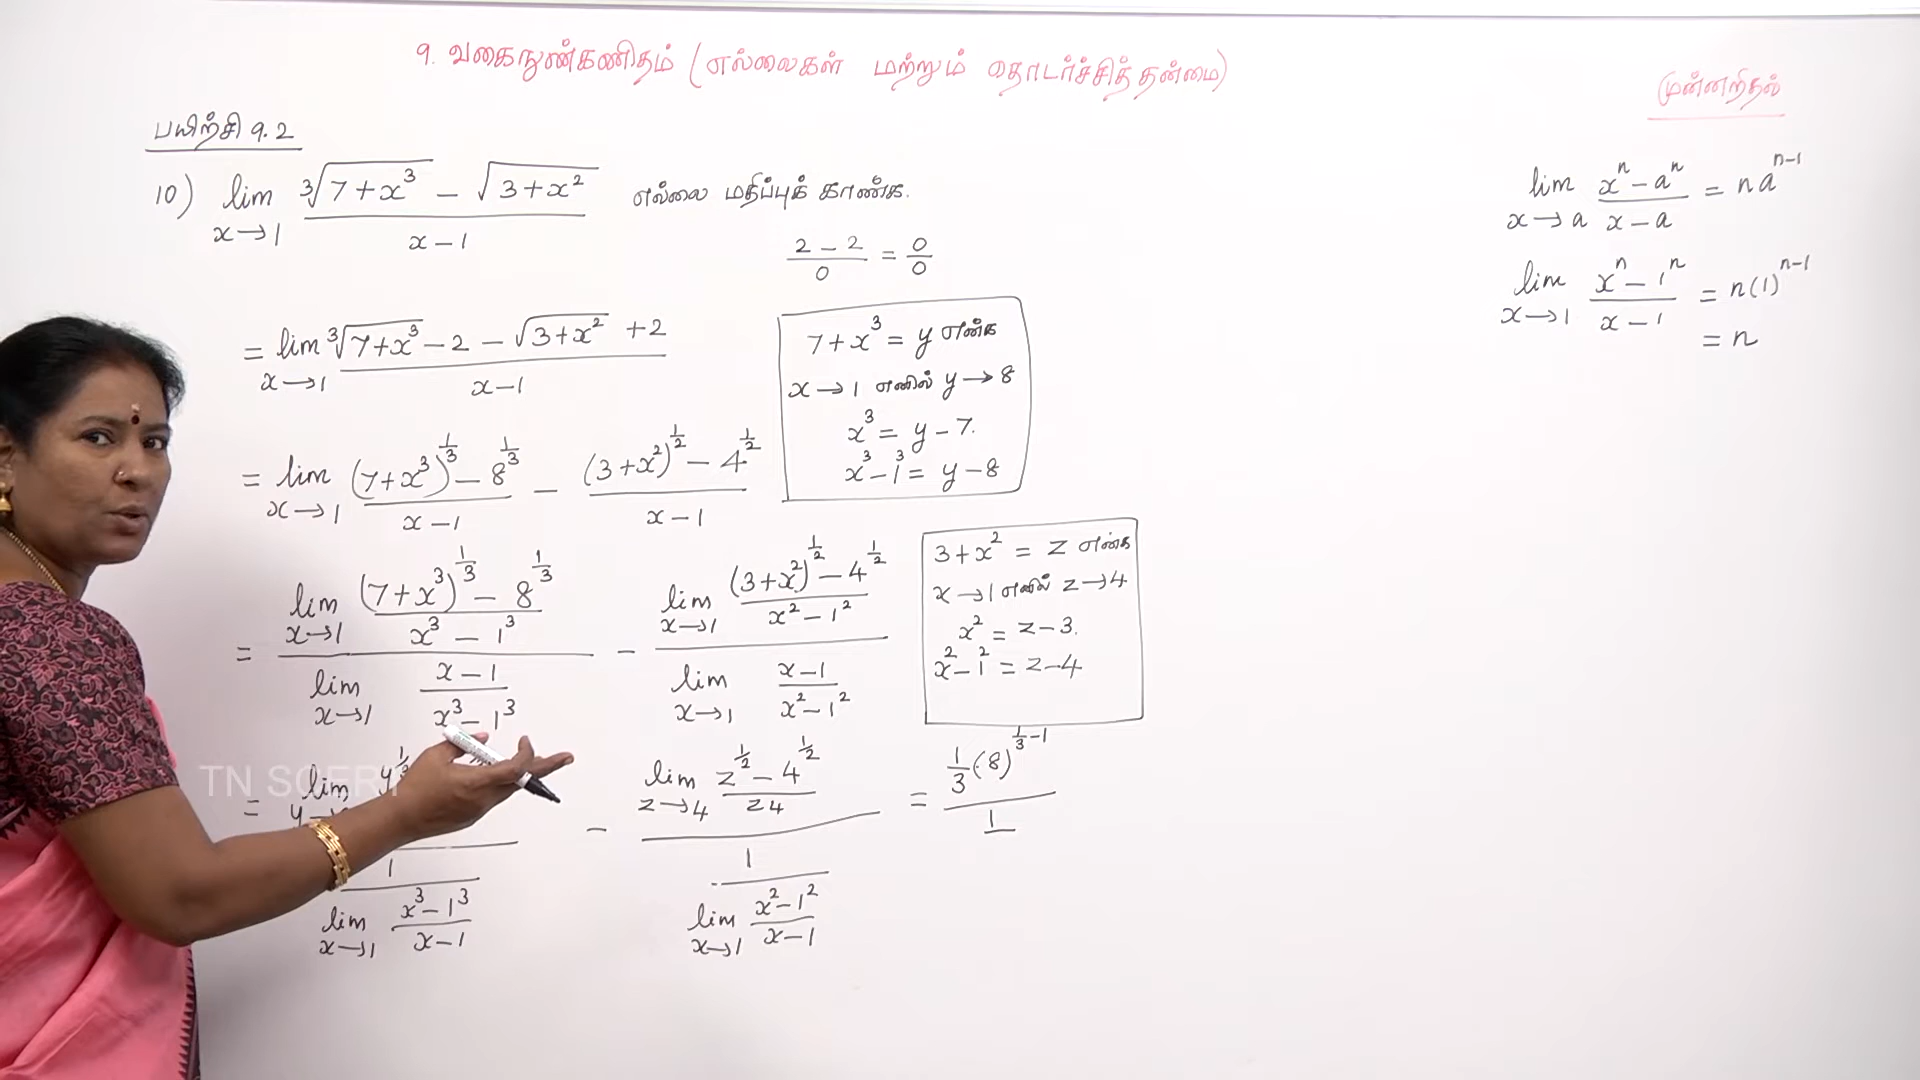 9. வகைநுண்கணிதம் (எல்லைகள் மற்றும் தொடர்ச்சித் தன்மை)
முன்னறிதல்
பயிற்சி 9.2
10) lim x→1 (∛(7+x³) − √(3+x²)) / (x−1) எல்லை மதிப்புக் காண்க.
(2−2)/0 = 0/0
= lim x→1 (∛(7+x³) − 2 − √(3+x²) + 2) / (x−1)
= lim x→1 ((7+x³)^(1/3) − 8^(1/3)) / (x−1) − ((3+x²)^(1/2) − 4^(1/2)) / (x−1)
= [lim x→1 ((7+x³)^(1/3) − 8^(1/3)) / (x³−1³)] / [lim x→1 (x−1)/(x³−1³)] − [lim x→1 ((3+x²)^(1/2) − 4^(1/2)) / (x²−1²)] / [lim x→1 (x−1)/(x²−1²)]
= lim y→ y / [1 / lim x→1 (x³−1³)/(x−1)] − [lim z→4 (z^(1/2) − 4^(1/2)) / z4] / [1 / lim x→1 (x²−1²)/(x−1)] = (1/3 (8)^(1/3−1)) / (1/
7+x³ = y என்க
x→1 எனில் y→8
x³ = y−7.
x³−1³ = y−8
3+x² = z என்க
x→1 எனில் z→4
x² = z−3.
x²−1² = z−4
lim x→a (xⁿ−aⁿ)/(x−a) = na^(n−1)
lim x→1 (xⁿ−1ⁿ)/(x−1) = n(1)^(n−1)
= n
TN SCERT